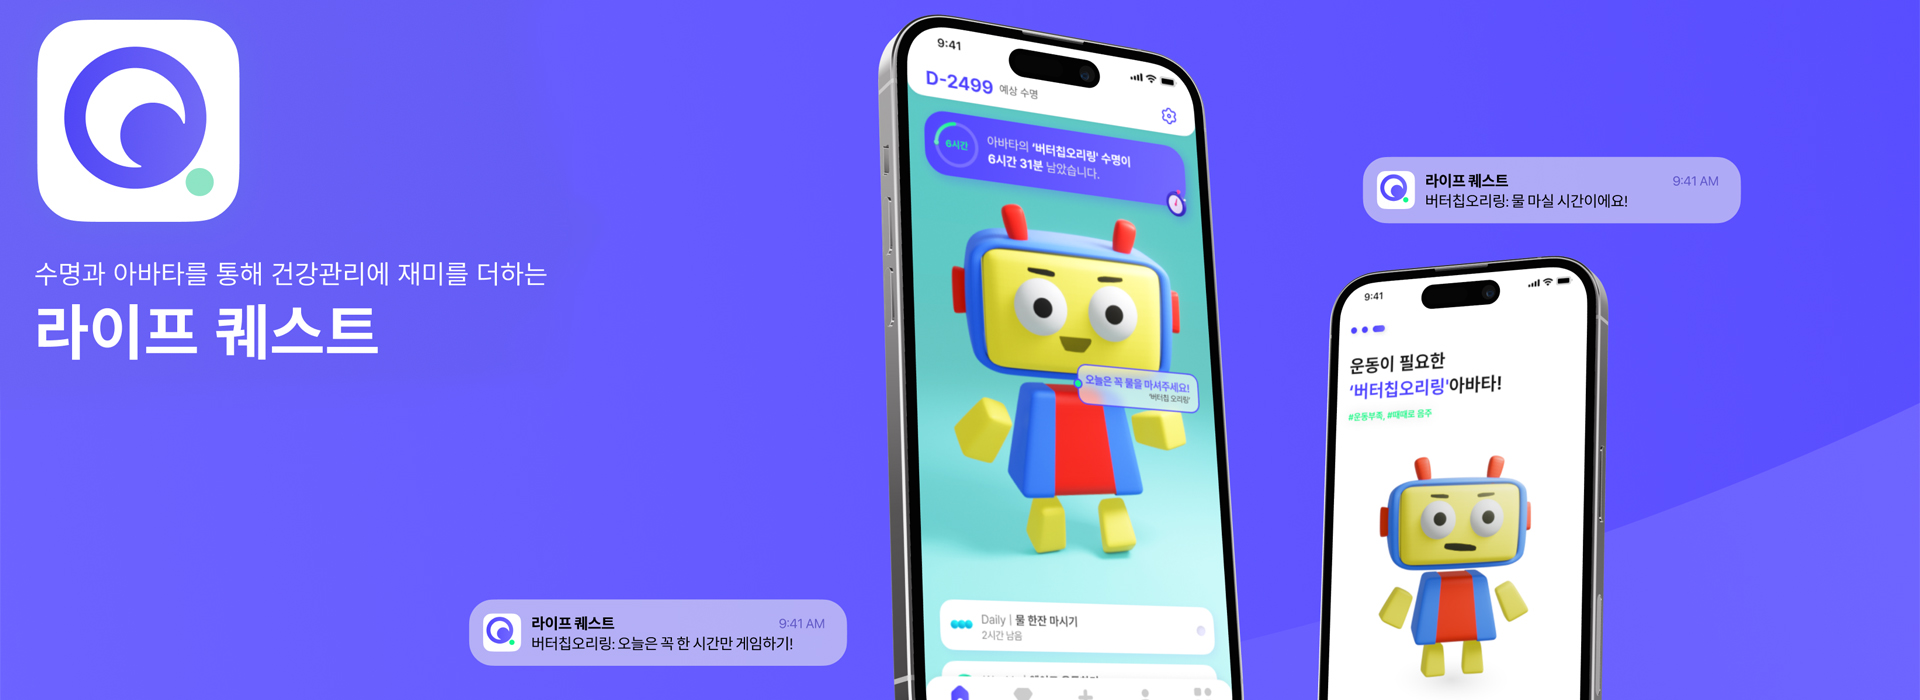 수명과 아바타를 통해 건강관리에 재미를 더하는
라이프 퀘스트
라이프 퀘스트 9:41 AM
버터칩오리링: 오늘은 꼭 한 시간만 게임하기!
9:41
D-2499 예상 수명
6시간
아바타의 '버터칩오리링' 수명이
6시간 31분 남았습니다.
오늘은 꼭 물을 마셔주세요!
'버터칩 오리링'
Daily | 물 한잔 마시기
2시간 남음
라이프 퀘스트 9:41 AM
버터칩오리링: 물 마실 시간이에요!
9:41
운동이 필요한
'버터칩오리링'아바타!
#운동부족, #때때로 음주